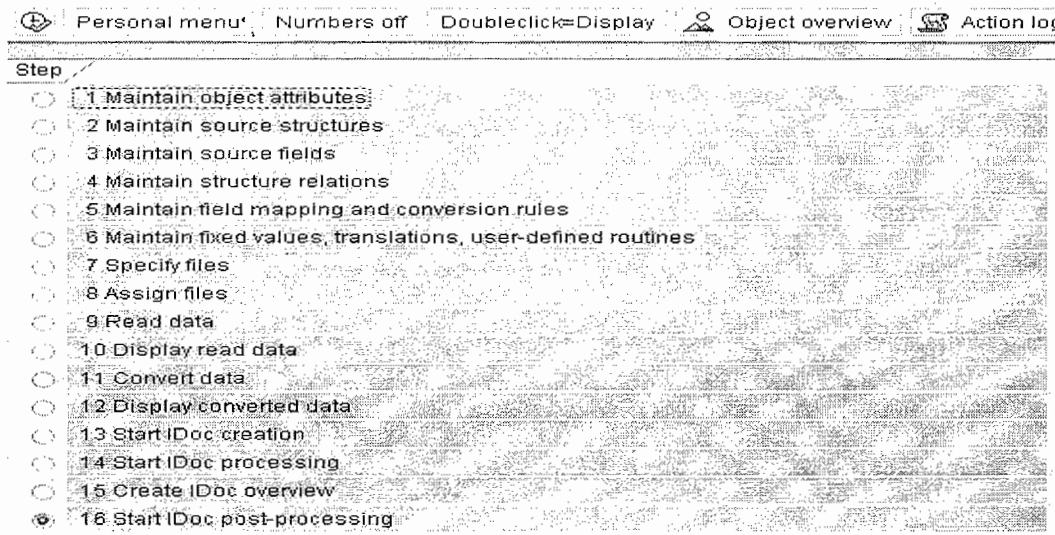 Personal menu Numbers off Doubleclick=Display Object overview Action log
Step
1 Maintain object attributes
2 Maintain source structures
3 Maintain source fields
4 Maintain structure relations
5 Maintain field mapping and conversion rules
6 Maintain fixed values, translations, user-defined routines
7 Specify files
8 Assign files
9 Read data
10 Display read data
11 Convert data
12 Display converted data
13 Start IDoc creation
14 Start IDoc processing
15 Create IDoc overview
16 Start IDoc post-processing